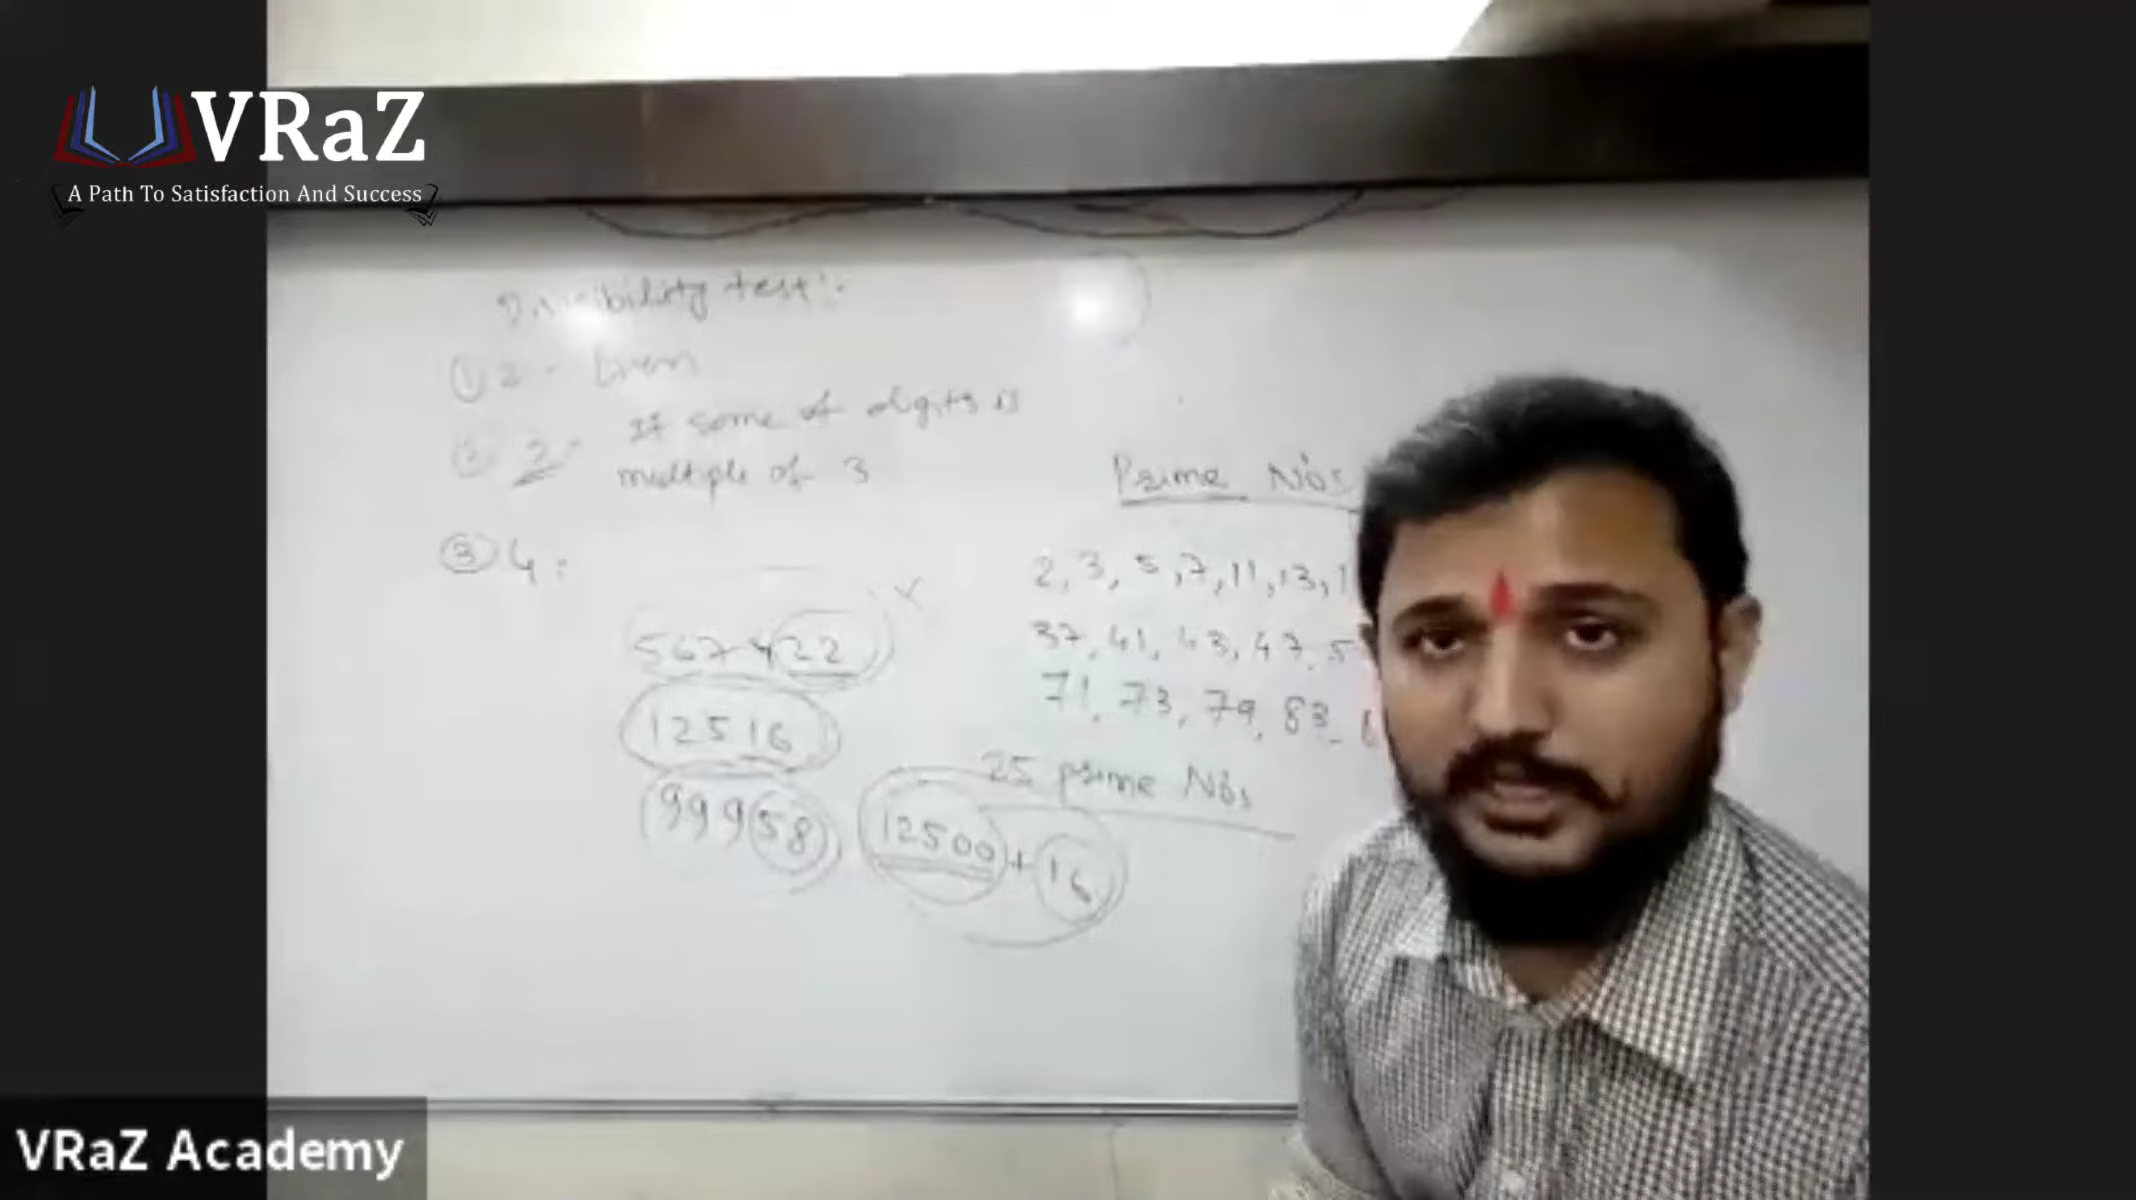 VRaZ
A Path To Satisfaction And Success
Divisibility test :-
① 2 - Even
② 3 - If some of digits is
multiple of 3
③ 4 :
567422 ×
12516
99958
12500 + 16
Prime Nos
2, 3, 5, 7, 11, 13, 1
37, 41, 43, 47, 5
71, 73, 79, 83,
25 prime Nos
VRaZ Academy